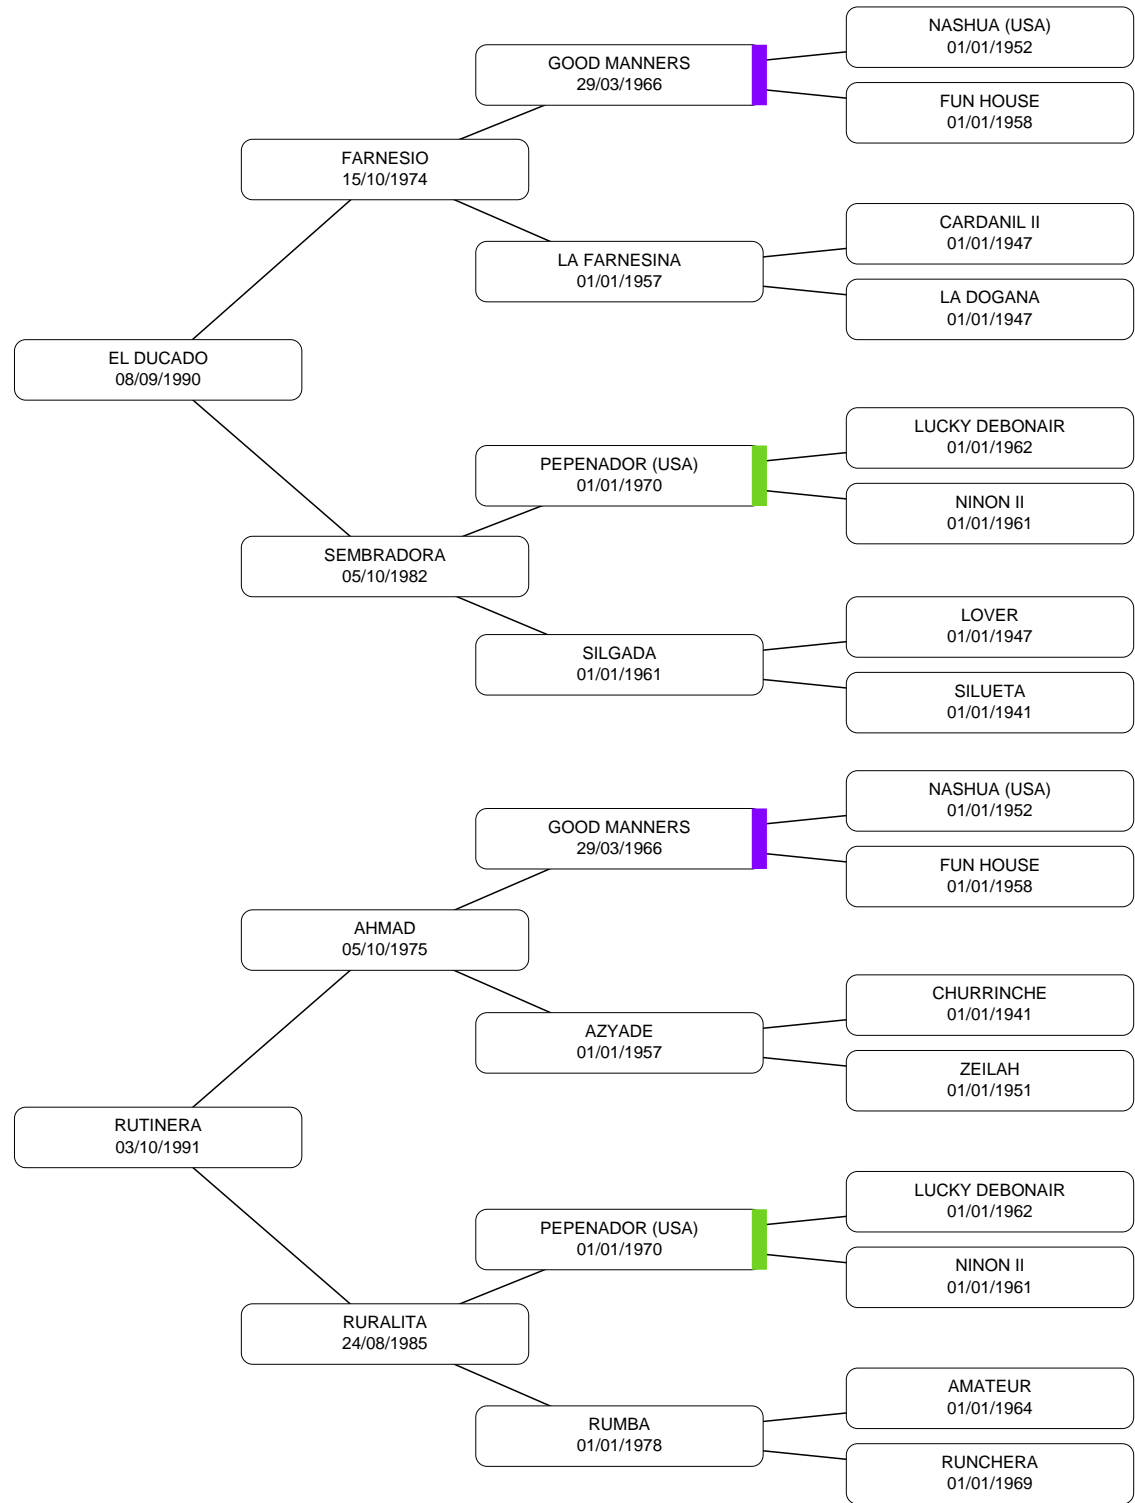 NASHUA (USA)
01/01/1952
GOOD MANNERS
29/03/1966
FUN HOUSE
01/01/1958
FARNESIO
15/10/1974
CARDANIL II
01/01/1947
LA FARNESINA
01/01/1957
LA DOGANA
01/01/1947
EL DUCADO
08/09/1990
LUCKY DEBONAIR
01/01/1962
PEPENADOR (USA)
01/01/1970
NINON II
01/01/1961
SEMBRADORA
05/10/1982
LOVER
01/01/1947
SILGADA
01/01/1961
SILUETA
01/01/1941
NASHUA (USA)
01/01/1952
GOOD MANNERS
29/03/1966
FUN HOUSE
01/01/1958
AHMAD
05/10/1975
CHURRINCHE
01/01/1941
AZYADE
01/01/1957
ZEILAH
01/01/1951
RUTINERA
03/10/1991
LUCKY DEBONAIR
01/01/1962
PEPENADOR (USA)
01/01/1970
NINON II
01/01/1961
RURALITA
24/08/1985
AMATEUR
01/01/1964
RUMBA
01/01/1978
RUNCHERA
01/01/1969